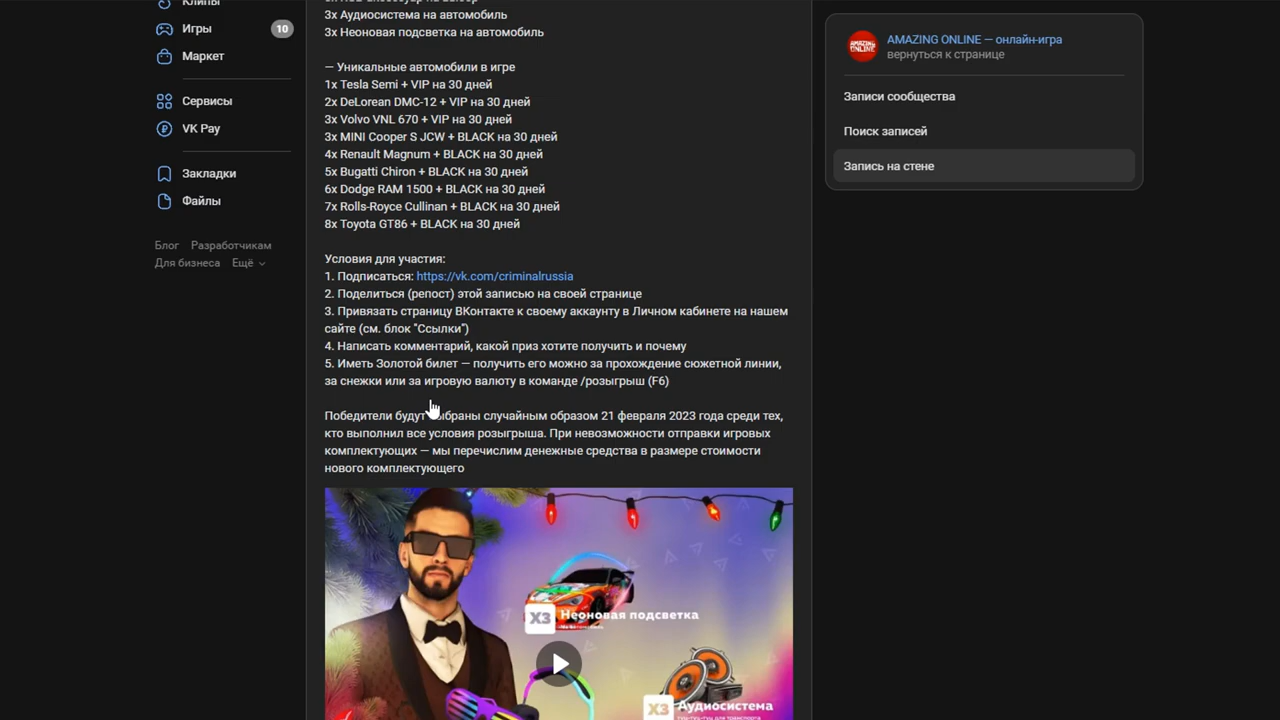 Клипы
Игры
10
Маркет
Сервисы
VK Pay
Закладки
Файлы
Блог Разработчикам
Для бизнеса Ещё
3х Аудиосистема на автомобиль
3х Неоновая подсветка на автомобиль
— Уникальные автомобили в игре
1x Tesla Semi + VIP на 30 дней
2x DeLorean DMC-12 + VIP на 30 дней
3x Volvo VNL 670 + VIP на 30 дней
3x MINI Cooper S JCW + BLACK на 30 дней
4x Renault Magnum + BLACK на 30 дней
5x Bugatti Chiron + BLACK на 30 дней
6x Dodge RAM 1500 + BLACK на 30 дней
7x Rolls-Royce Cullinan + BLACK на 30 дней
8x Toyota GT86 + BLACK на 30 дней
Условия для участия:
1. Подписаться: https://vk.com/criminalrussia
2. Поделиться (репост) этой записью на своей странице
3. Привязать страницу ВКонтакте к своему аккаунту в Личном кабинете на нашем
сайте (см. блок "Ссылки")
4. Написать комментарий, какой приз хотите получить и почему
5. Иметь Золотой билет — получить его можно за прохождение сюжетной линии,
за снежки или за игровую валюту в команде /розыгрыш (F6)
Победители будут выбраны случайным образом 21 февраля 2023 года среди тех,
кто выполнил все условия розыгрыша. При невозможности отправки игровых
комплектующих — мы перечислим денежные средства в размере стоимости
нового комплектующего
X3 Неоновая подсветка
X3 Аудиосистема
AMAZING ONLINE
AMAZING ONLINE — онлайн-игра
вернуться к странице
Записи сообщества
Поиск записей
Запись на стене